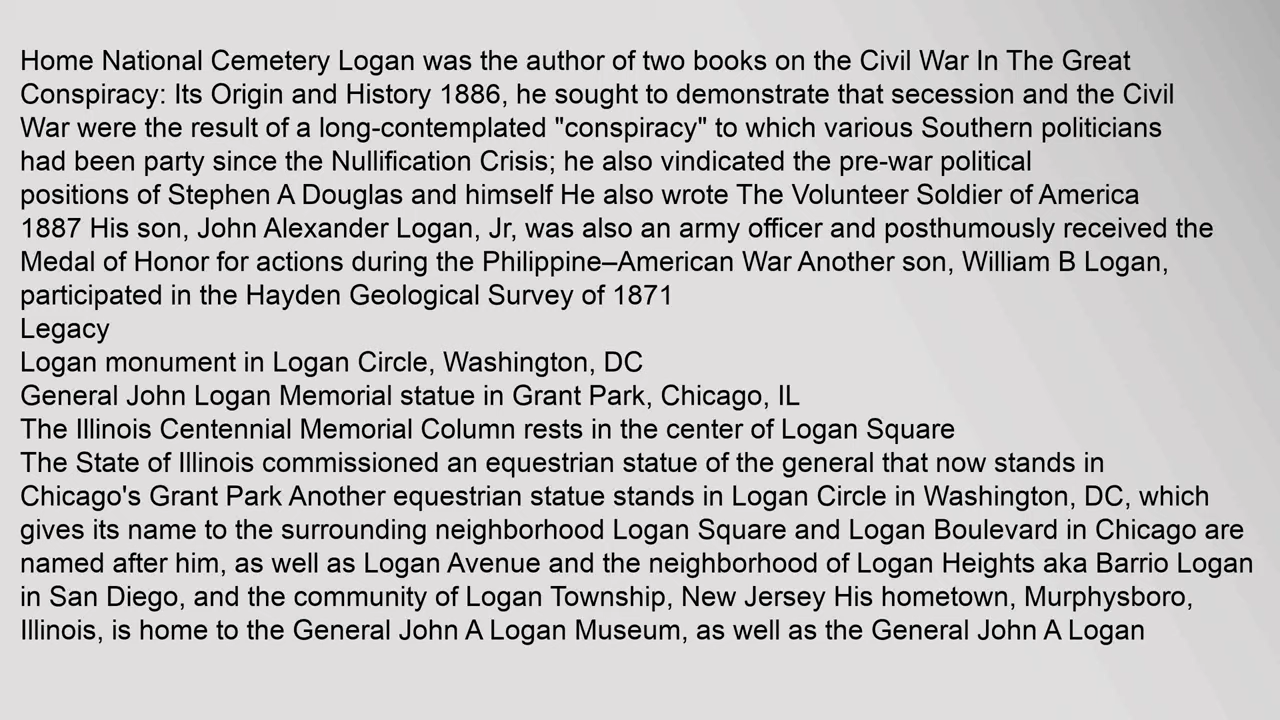 Home National Cemetery Logan was the author of two books on the Civil War In The Great
Conspiracy: Its Origin and History 1886, he sought to demonstrate that secession and the Civil
War were the result of a long-contemplated "conspiracy" to which various Southern politicians
had been party since the Nullification Crisis; he also vindicated the pre-war political
positions of Stephen A Douglas and himself He also wrote The Volunteer Soldier of America
1887 His son, John Alexander Logan, Jr, was also an army officer and posthumously received the
Medal of Honor for actions during the Philippine–American War Another son, William B Logan,
participated in the Hayden Geological Survey of 1871
Legacy
Logan monument in Logan Circle, Washington, DC
General John Logan Memorial statue in Grant Park, Chicago, IL
The Illinois Centennial Memorial Column rests in the center of Logan Square
The State of Illinois commissioned an equestrian statue of the general that now stands in
Chicago's Grant Park Another equestrian statue stands in Logan Circle in Washington, DC, which
gives its name to the surrounding neighborhood Logan Square and Logan Boulevard in Chicago are
named after him, as well as Logan Avenue and the neighborhood of Logan Heights aka Barrio Logan
in San Diego, and the community of Logan Township, New Jersey His hometown, Murphysboro,
Illinois, is home to the General John A Logan Museum, as well as the General John A Logan